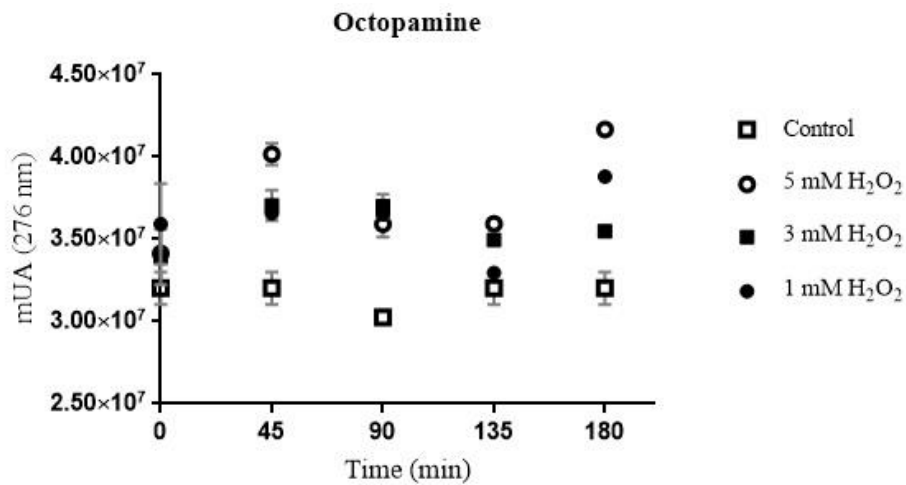 Octopamine
4.50×10⁷
4.00×10⁷
3.50×10⁷
3.00×10⁷
2.50×10⁷
mUA (276 nm)
0 45 90 135 180
Time (min)
Control
5 mM H₂O₂
3 mM H₂O₂
1 mM H₂O₂